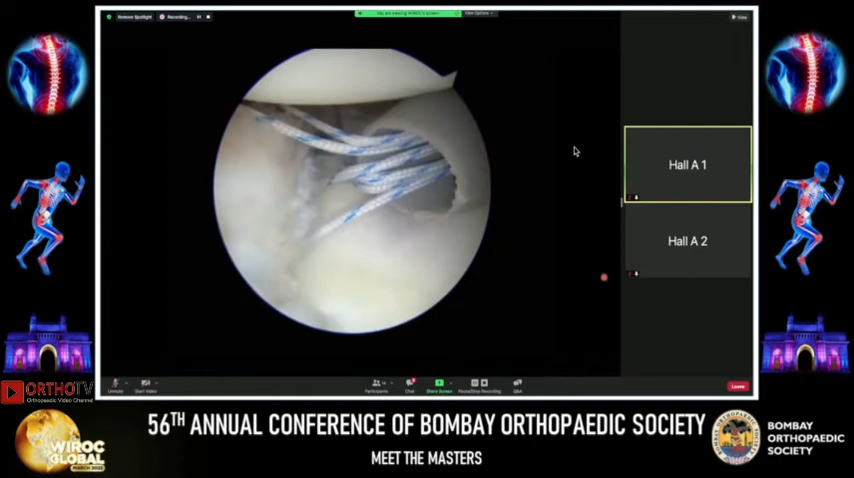 Remove Spotlight
Recording...
You are viewing WIROC's screen
View Options
View
Hall A 1
Hall A 2
Unmute
Start Video
Participants
14
Chat
Share Screen
Pause/Stop Recording
Q&A
Leave
ORTHOTV
Orthopaedic Video Channel
56TH ANNUAL CONFERENCE OF BOMBAY ORTHOPAEDIC SOCIETY
MEET THE MASTERS
WIROC
GLOBAL
MARCH 2022
BOMBAY
ORTHOPAEDIC
SOCIETY